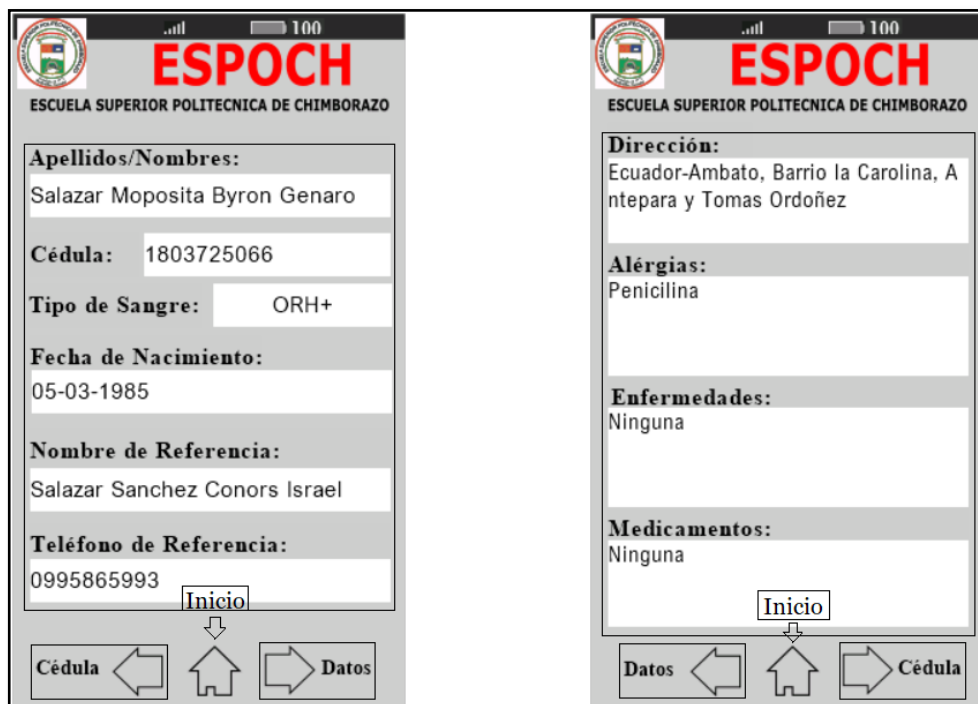 100
ESPOCH
ESCUELA SUPERIOR POLITECNICA DE CHIMBORAZO
Apellidos/Nombres:
Salazar Moposita Byron Genaro
Cédula: 1803725066
Tipo de Sangre: ORH+
Fecha de Nacimiento:
05-03-1985
Nombre de Referencia:
Salazar Sanchez Conors Israel
Teléfono de Referencia:
0995865993
Inicio
Cédula
Datos
100
ESPOCH
ESCUELA SUPERIOR POLITECNICA DE CHIMBORAZO
Dirección:
Ecuador-Ambato, Barrio la Carolina, A
ntepara y Tomas Ordoñez
Alérgias:
Penicilina
Enfermedades:
Ninguna
Medicamentos:
Ninguna
Inicio
Datos
Cédula